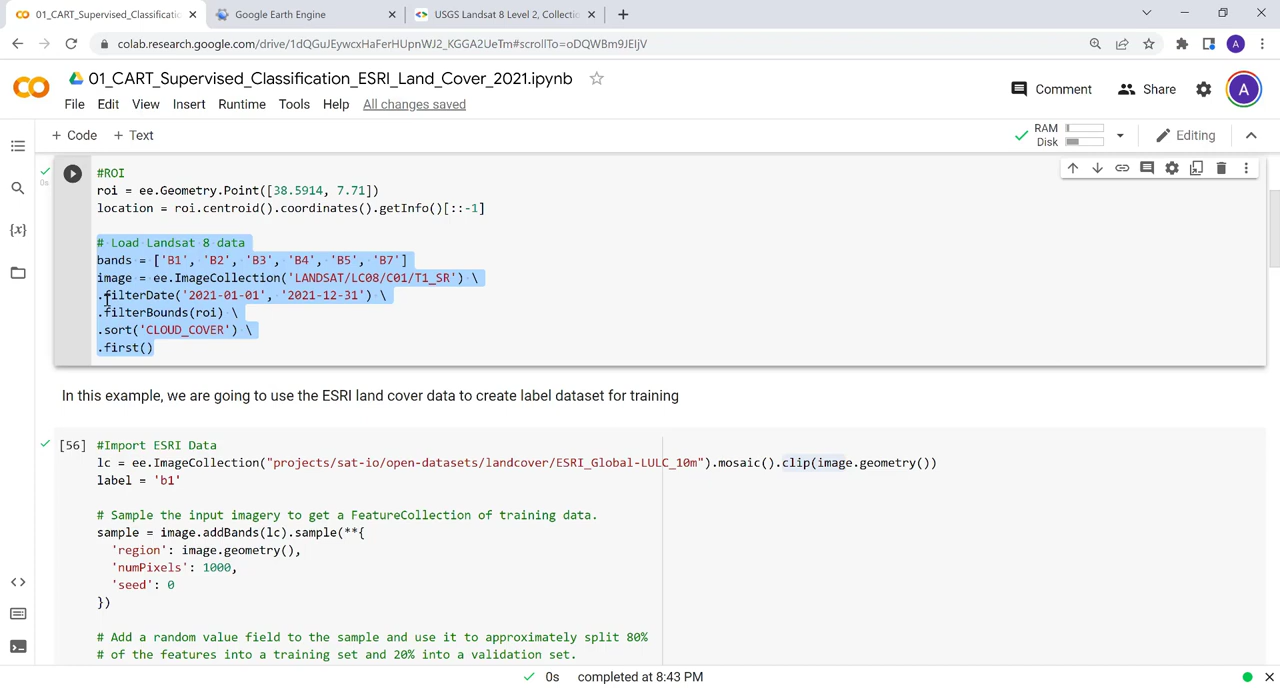 01_CART_Supervised_Classificatio
Google Earth Engine
USGS Landsat 8 Level 2, Collectio
colab.research.google.com/drive/1dQGuJEywcxHaFerHUpnWJ2_KGGA2UeTm#scrollTo=oDQWBm9JEIjV
A
01_CART_Supervised_Classification_ESRI_Land_Cover_2021.ipynb
File Edit View Insert Runtime Tools Help All changes saved
Comment Share A
+ Code + Text
RAM
Disk
Editing
#ROI
roi = ee.Geometry.Point([38.5914, 7.71])
location = roi.centroid().coordinates().getInfo()[::-1]
# Load Landsat 8 data
bands = ['B1', 'B2', 'B3', 'B4', 'B5', 'B7']
image = ee.ImageCollection('LANDSAT/LC08/C01/T1_SR') \
.filterDate('2021-01-01', '2021-12-31') \
.filterBounds(roi) \
.sort('CLOUD_COVER') \
.first()
0s
In this example, we are going to use the ESRI land cover data to create label dataset for training
[56] #Import ESRI Data
lc = ee.ImageCollection("projects/sat-io/open-datasets/landcover/ESRI_Global-LULC_10m").mosaic().clip(image.geometry())
label = 'b1'
# Sample the input imagery to get a FeatureCollection of training data.
sample = image.addBands(lc).sample(**{
'region': image.geometry(),
'numPixels': 1000,
'seed': 0
})
# Add a random value field to the sample and use it to approximately split 80%
# of the features into a training set and 20% into a validation set.
{x}
0s completed at 8:43 PM